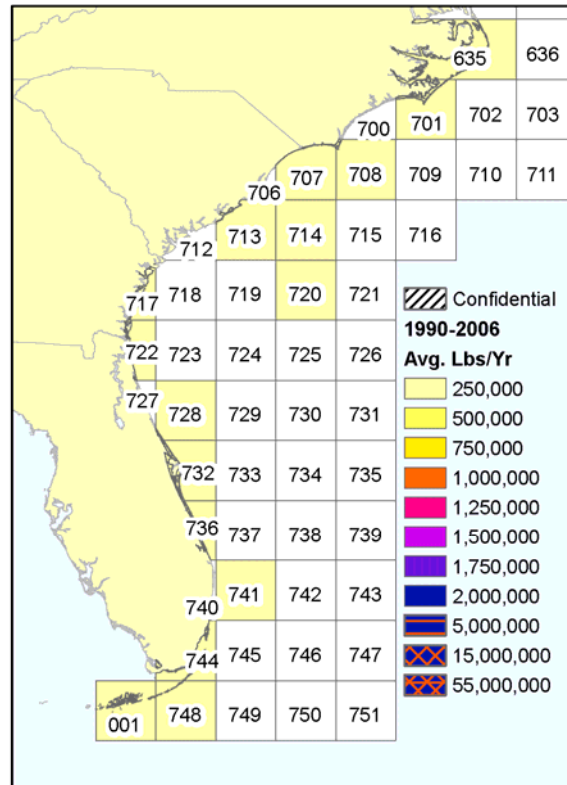 635 636
700 701 702 703
706 707 708 709 710 711
712 713 714 715 716
717 718 719 720 721
722 723 724 725 726
727 728 729 730 731
732 733 734 735
736 737 738 739
740 741 742 743
744 745 746 747
001 748 749 750 751
Confidential
1990-2006
Avg. Lbs/Yr
250,000
500,000
750,000
1,000,000
1,250,000
1,500,000
1,750,000
2,000,000
5,000,000
15,000,000
55,000,000